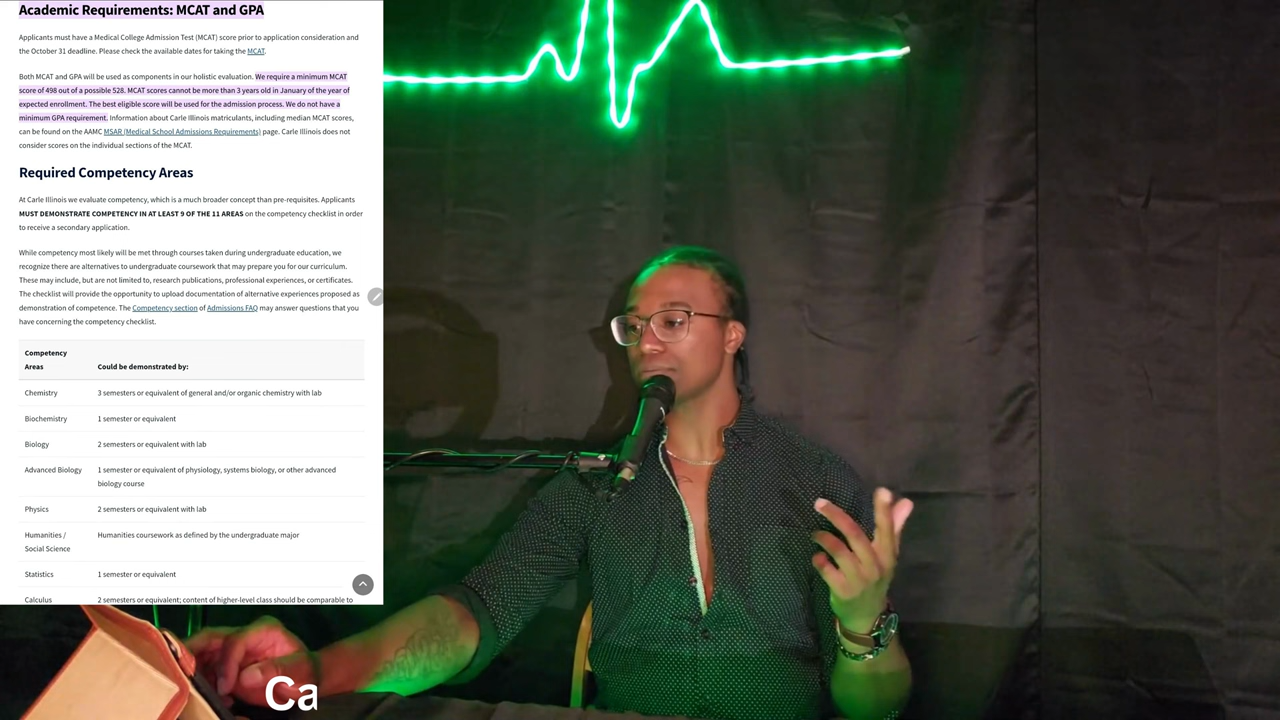 Academic Requirements: MCAT and GPA
Applicants must have a Medical College Admission Test (MCAT) score prior to application consideration and
the October 31 deadline. Please check the available dates for taking the MCAT.
Both MCAT and GPA will be used as components in our holistic evaluation. We require a minimum MCAT
score of 498 out of a possible 528. MCAT scores cannot be more than 3 years old in January of the year of
expected enrollment. The best eligible score will be used for the admission process. We do not have a
minimum GPA requirement. Information about Carle Illinois matriculants, including median MCAT scores,
can be found on the AAMC MSAR (Medical School Admissions Requirements) page. Carle Illinois does not
consider scores on the individual sections of the MCAT.
Required Competency Areas
At Carle Illinois we evaluate competency, which is a much broader concept than pre-requisites. Applicants
MUST DEMONSTRATE COMPETENCY IN AT LEAST 9 OF THE 11 AREAS on the competency checklist in order
to receive a secondary application.
While competency most likely will be met through courses taken during undergraduate education, we
recognize there are alternatives to undergraduate coursework that may prepare you for our curriculum.
These may include, but are not limited to, research publications, professional experiences, or certificates.
The checklist will provide the opportunity to upload documentation of alternative experiences proposed as
demonstration of competence. The Competency section of Admissions FAQ may answer questions that you
have concerning the competency checklist.
Competency
Areas
Could be demonstrated by:
Chemistry
3 semesters or equivalent of general and/or organic chemistry with lab
Biochemistry
1 semester or equivalent
Biology
2 semesters or equivalent with lab
Advanced Biology
1 semester or equivalent of physiology, systems biology, or other advanced
biology course
Physics
2 semesters or equivalent with lab
Humanities /
Social Science
Humanities coursework as defined by the undergraduate major
Statistics
1 semester or equivalent
Calculus
2 semesters or equivalent; content of higher-level class should be comparable to
Ca